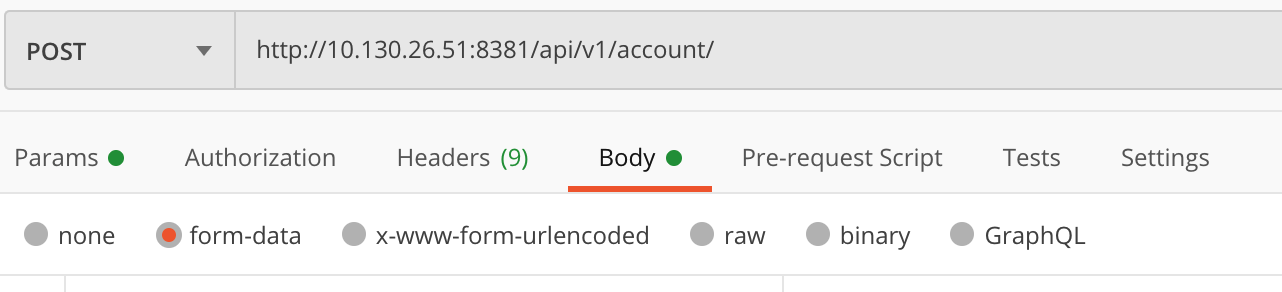 POST http://10.130.26.51:8381/api/v1/account/
Params Authorization Headers (9) Body Pre-request Script Tests Settings
none form-data x-www-form-urlencoded raw binary GraphQL